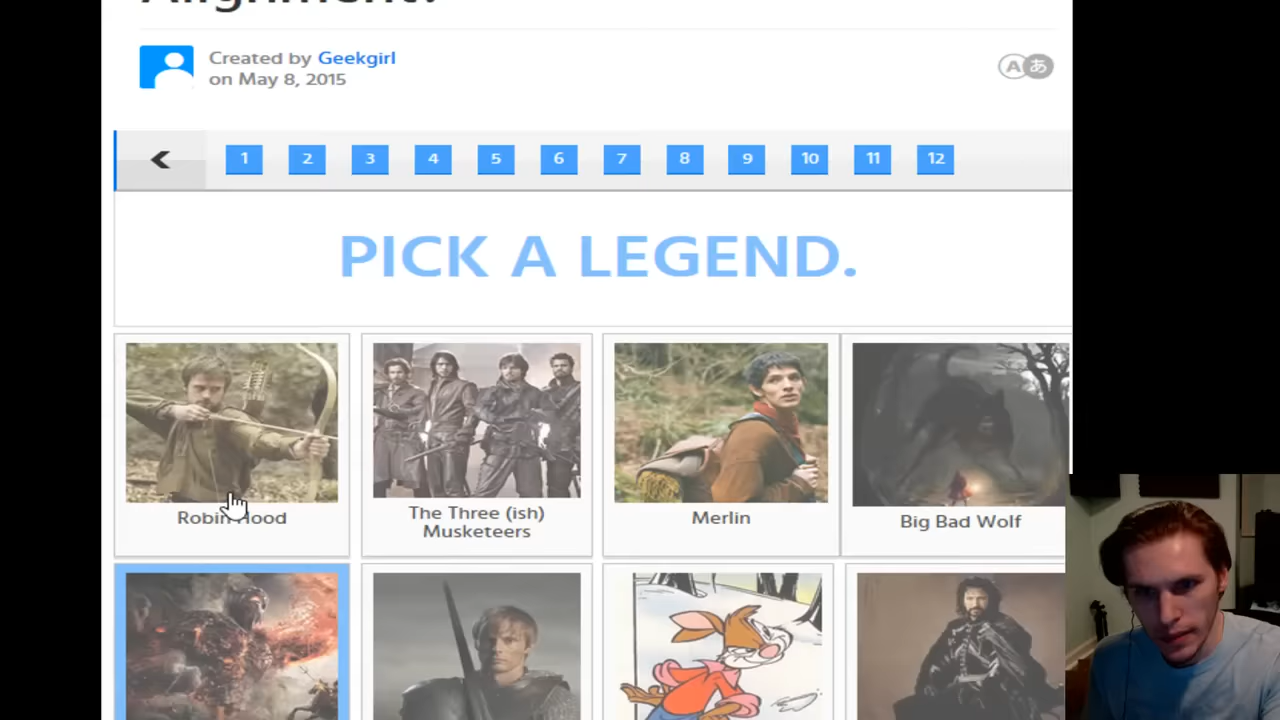 Alignment?
Created by Geekgirl
on May 8, 2015
A あ
1 2 3 4 5 6 7 8 9 10 11 12
PICK A LEGEND.
Robin Hood
The Three (ish)
Musketeers
Merlin
Big Bad Wolf